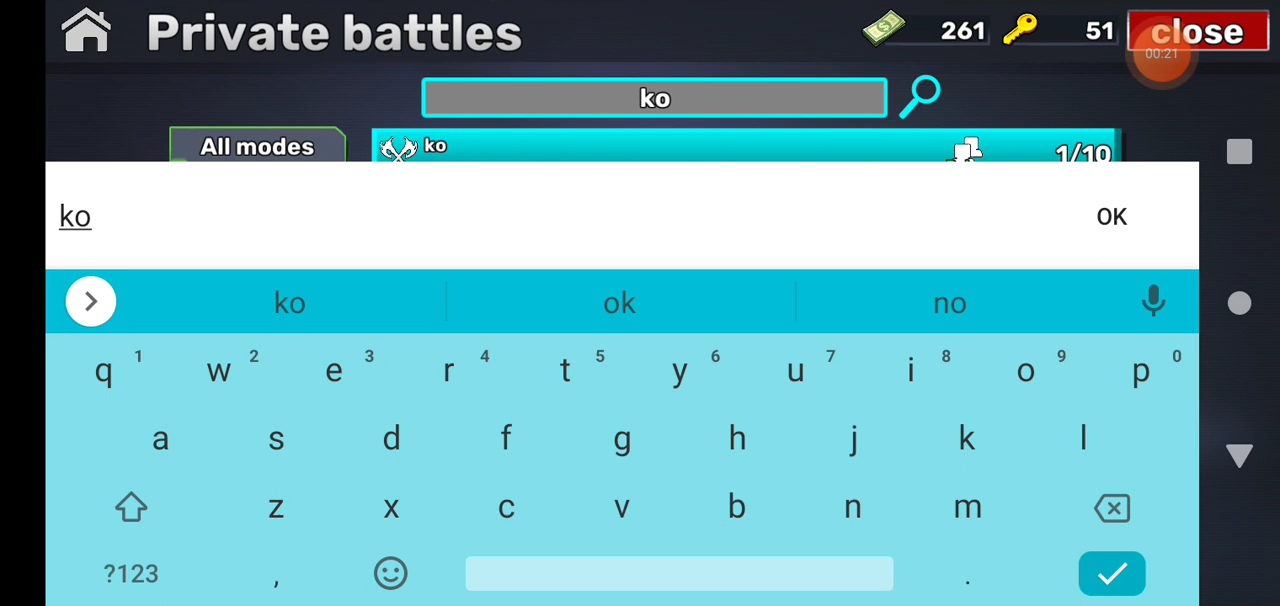 Private battles 261 51 close
00:21
ko
All modes ko 1/10
ko OK
ko ok no
1 2 3 4 5 6 7 8 9 0
q w e r t y u i o p
a s d f g h j k l
z x c v b n m
?123 , .